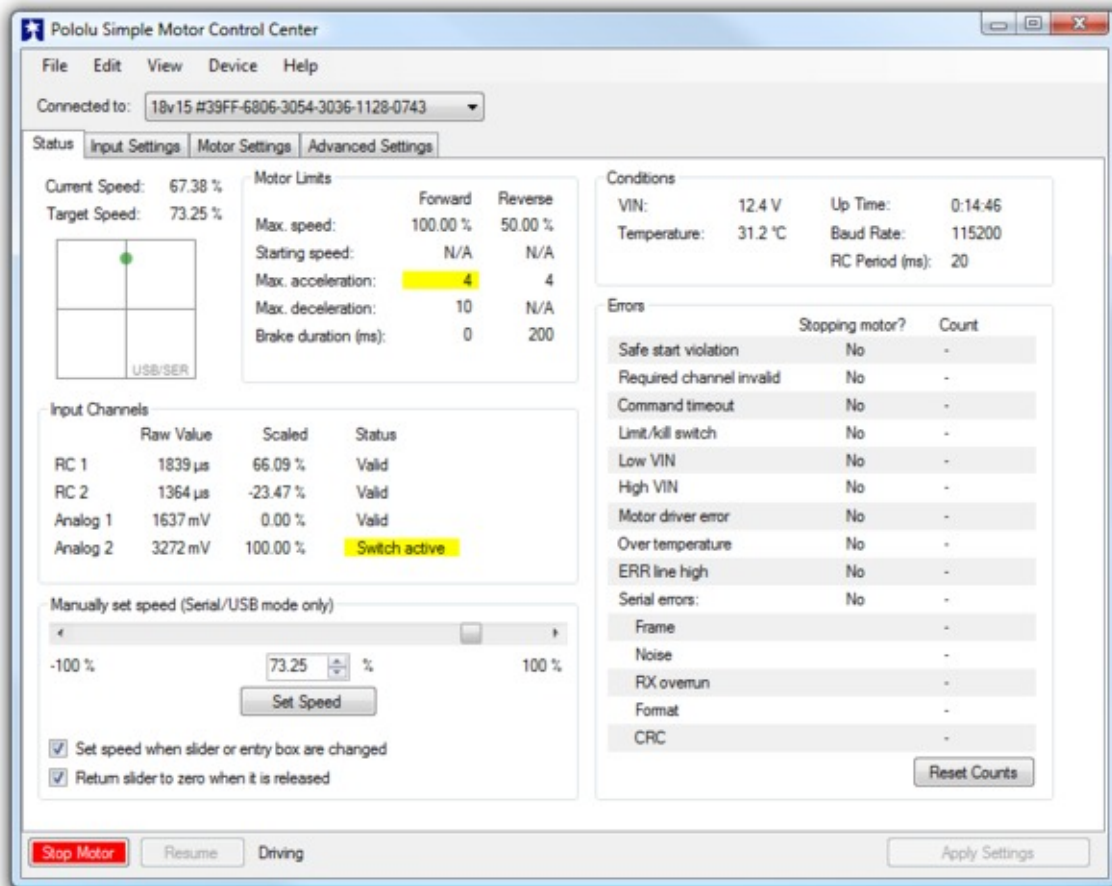 Pololu Simple Motor Control Center
File Edit View Device Help
Connected to: 18v15 #39FF-6806-3054-3036-1128-0743
Status Input Settings Motor Settings Advanced Settings
Current Speed: 67.38 %
Target Speed: 73.25 %
USB/SER
Motor Limits
Forward Reverse
Max. speed: 100.00 % 50.00 %
Starting speed: N/A N/A
Max. acceleration: 4 4
Max. deceleration: 10 N/A
Brake duration (ms): 0 200
Input Channels
Raw Value Scaled Status
RC 1 1839 µs 66.09 % Valid
RC 2 1364 µs -23.47 % Valid
Analog 1 1637 mV 0.00 % Valid
Analog 2 3272 mV 100.00 % Switch active
Manually set speed (Serial/USB mode only)
-100 % 73.25 % 100 %
Set Speed
Set speed when slider or entry box are changed
Return slider to zero when it is released
Conditions
VIN: 12.4 V Up Time: 0:14:46
Temperature: 31.2 °C Baud Rate: 115200
RC Period (ms): 20
Errors
Stopping motor? Count
Safe start violation No -
Required channel invalid No -
Command timeout No -
Limit/kill switch No -
Low VIN No -
High VIN No -
Motor driver error No -
Over temperature No -
ERR line high No -
Serial errors: No -
Frame -
Noise -
RX overrun -
Format -
CRC -
Reset Counts
Stop Motor Resume Driving Apply Settings